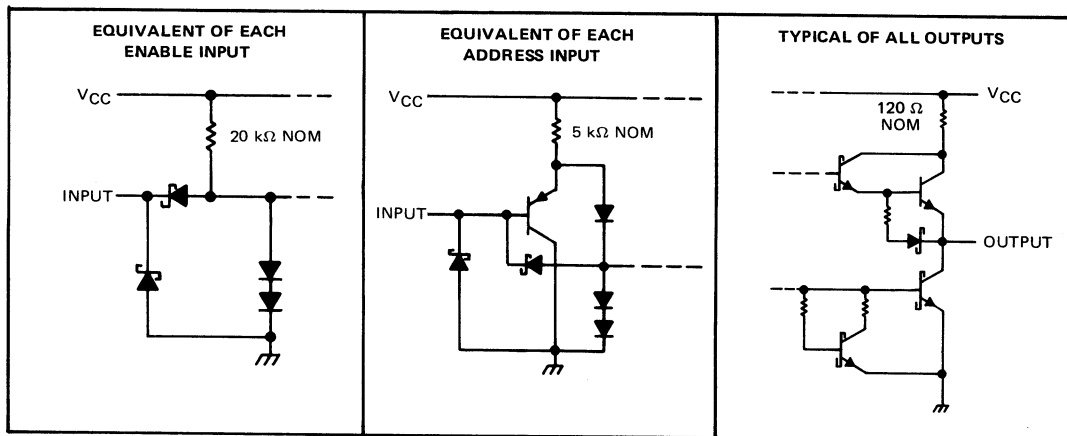 EQUIVALENT OF EACH
ENABLE INPUT
VCC
20 kΩ NOM
INPUT
EQUIVALENT OF EACH
ADDRESS INPUT
VCC
5 kΩ NOM
INPUT
TYPICAL OF ALL OUTPUTS
VCC
120 Ω
NOM
OUTPUT